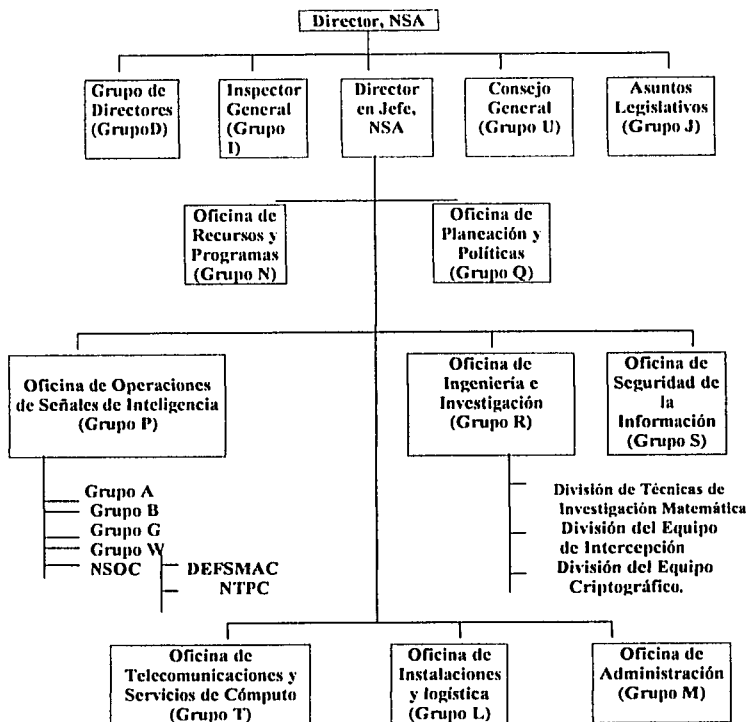 Director, NSA
Grupo de
Directores
(GrupoD)
Inspector
General
(Grupo
I)
Director
en Jefe,
NSA
Consejo
General
(Grupo U)
Asuntos
Legislativos
(Grupo J)
Oficina de
Recursos y
Programas
(Grupo N)
Oficina de
Planeación y
Políticas
(Grupo Q)
Oficina de Operaciones
de Señales de Inteligencia
(Grupo P)
Oficina de
Ingeniería e
Investigación
(Grupo R)
Oficina de
Seguridad de
la
Información
(Grupo S)
Grupo A
Grupo B
Grupo G
Grupo W
NSOC
DEFSMAC
NTPC
División de Técnicas de
Investigación Matemática
División del Equipo
de Intercepción
División del Equipo
Criptográfico.
Oficina de
Telecomunicaciones y
Servicios de Cómputo
(Grupo T)
Oficina de
Instalaciones
y logística
(Grupo L)
Oficina de
Administración
(Grupo M)